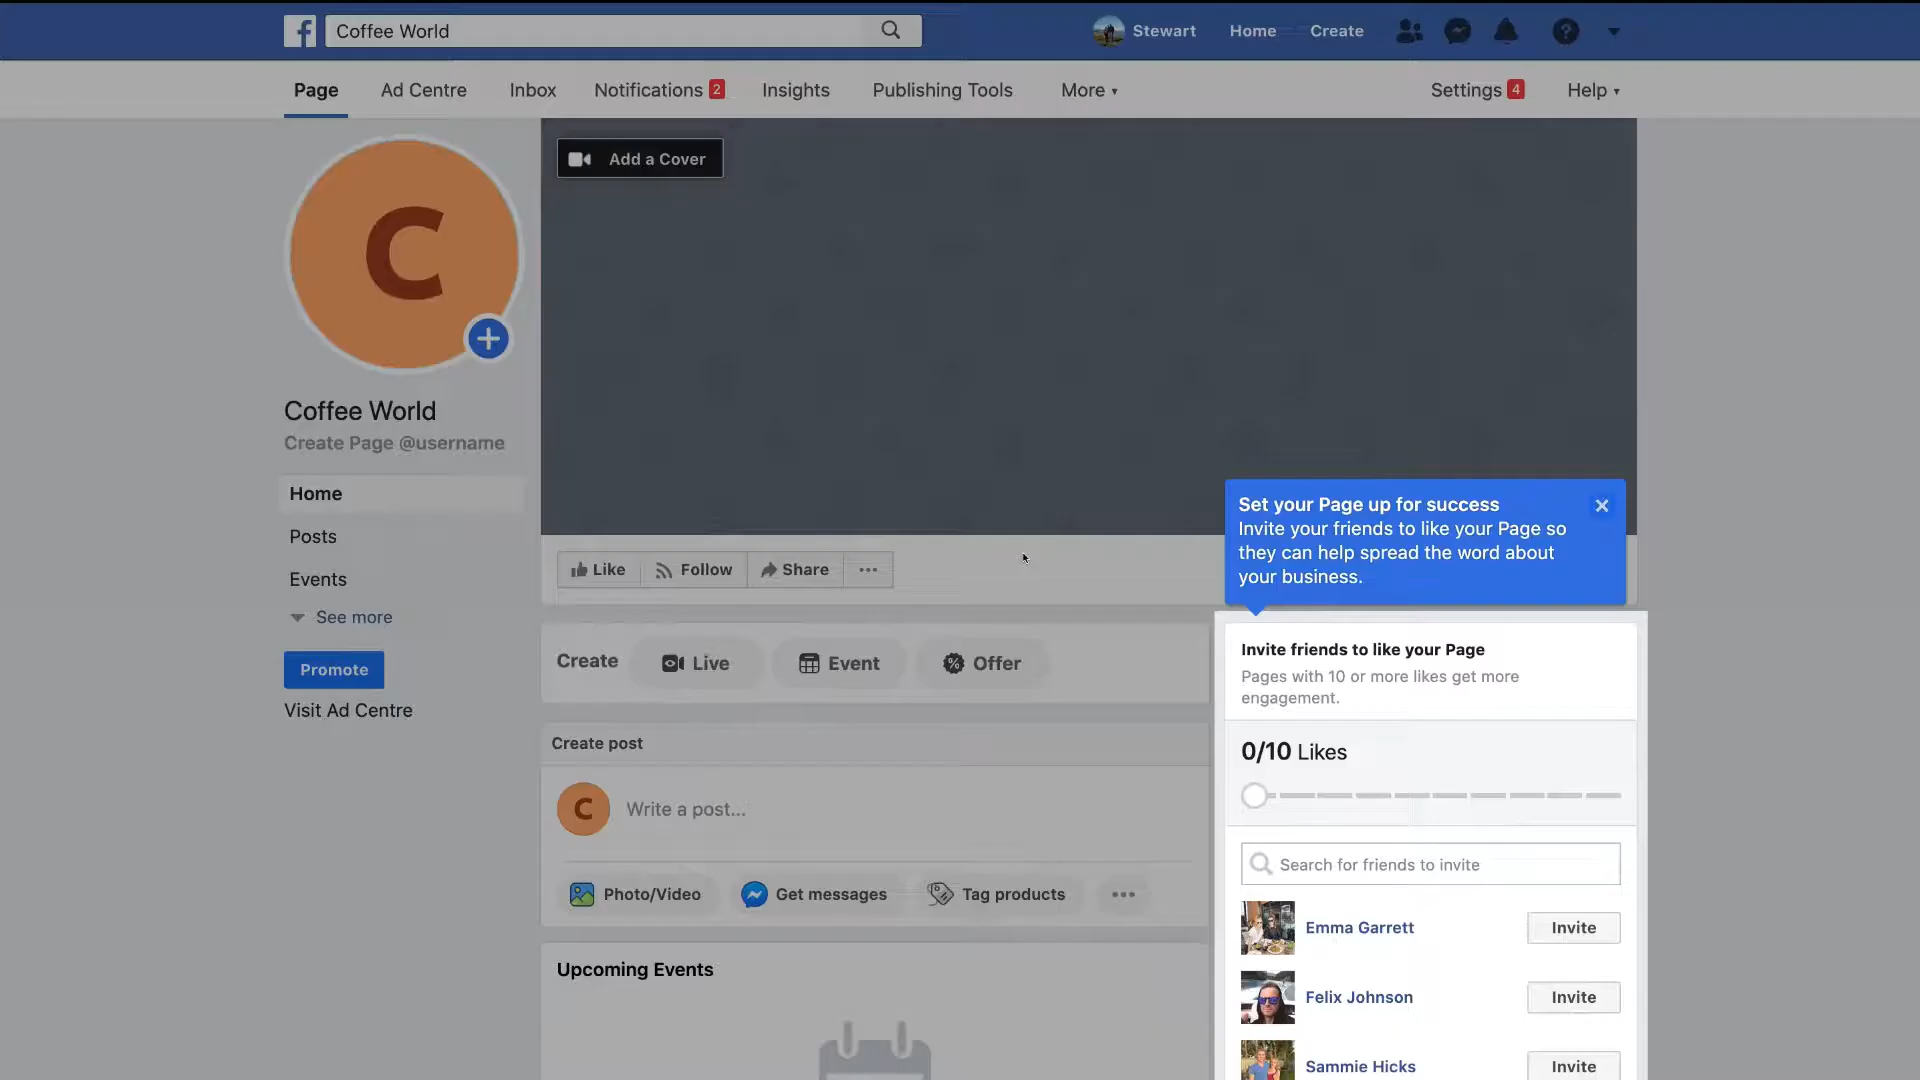 Coffee World
Stewart
Home
Create
Page
Ad Centre
Inbox
Notifications 2
Insights
Publishing Tools
More
Settings 4
Help
Add a Cover
C
Coffee World
Create Page @username
Home
Posts
Events
See more
Promote
Visit Ad Centre
Like
Follow
Share
Set your Page up for success
Invite your friends to like your Page so
they can help spread the word about
your business.
Create
Live
Event
Offer
Create post
C
Write a post...
Photo/Video
Get messages
Tag products
Upcoming Events
Invite friends to like your Page
Pages with 10 or more likes get more
engagement.
0/10 Likes
Search for friends to invite
Emma Garrett
Invite
Felix Johnson
Invite
Sammie Hicks
Invite